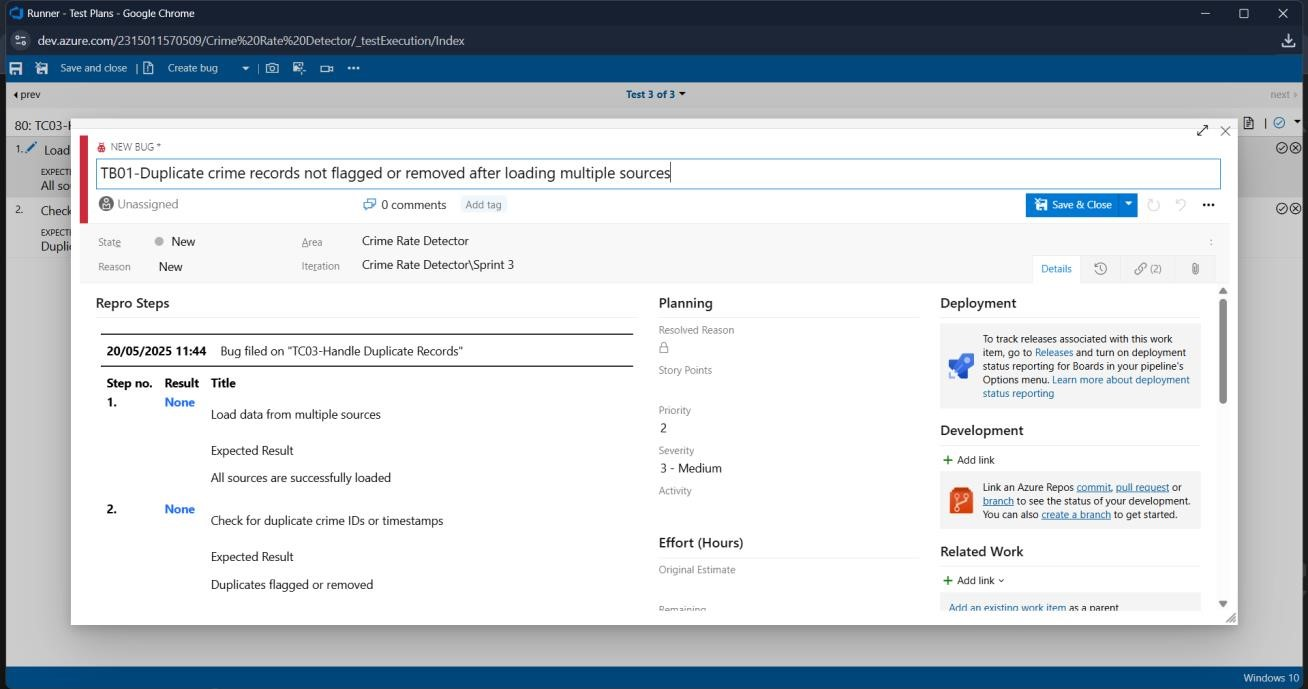 Runner - Test Plans - Google Chrome
dev.azure.com/2315011570509/Crime%20Rate%20Detector/_testExecution/Index
Save and close Create bug
prev Test 3 of 3 next
80: TC03-
NEW BUG *
1. Load
TB01-Duplicate crime records not flagged or removed after loading multiple sources
EXPECTE
All so
Unassigned 0 comments Add tag Save & Close
2. Check
EXPECTE
Duplic
State New Area Crime Rate Detector
Reason New Iteration Crime Rate Detector\Sprint 3
Details (2)
Repro Steps
20/05/2025 11:44 Bug filed on "TC03-Handle Duplicate Records"
Step no. Result Title
1. None
Load data from multiple sources
Expected Result
All sources are successfully loaded
2. None
Check for duplicate crime IDs or timestamps
Expected Result
Duplicates flagged or removed
Planning
Resolved Reason
Story Points
Priority
2
Severity
3 - Medium
Activity
Effort (Hours)
Original Estimate
Remaining
Deployment
To track releases associated with this work
item, go to Releases and turn on deployment
status reporting for Boards in your pipeline's
Options menu. Learn more about deployment
status reporting
Development
Add link
Link an Azure Repos commit, pull request or
branch to see the status of your development.
You can also create a branch to get started.
Related Work
Add link
Add an existing work item as a parent
Windows 10